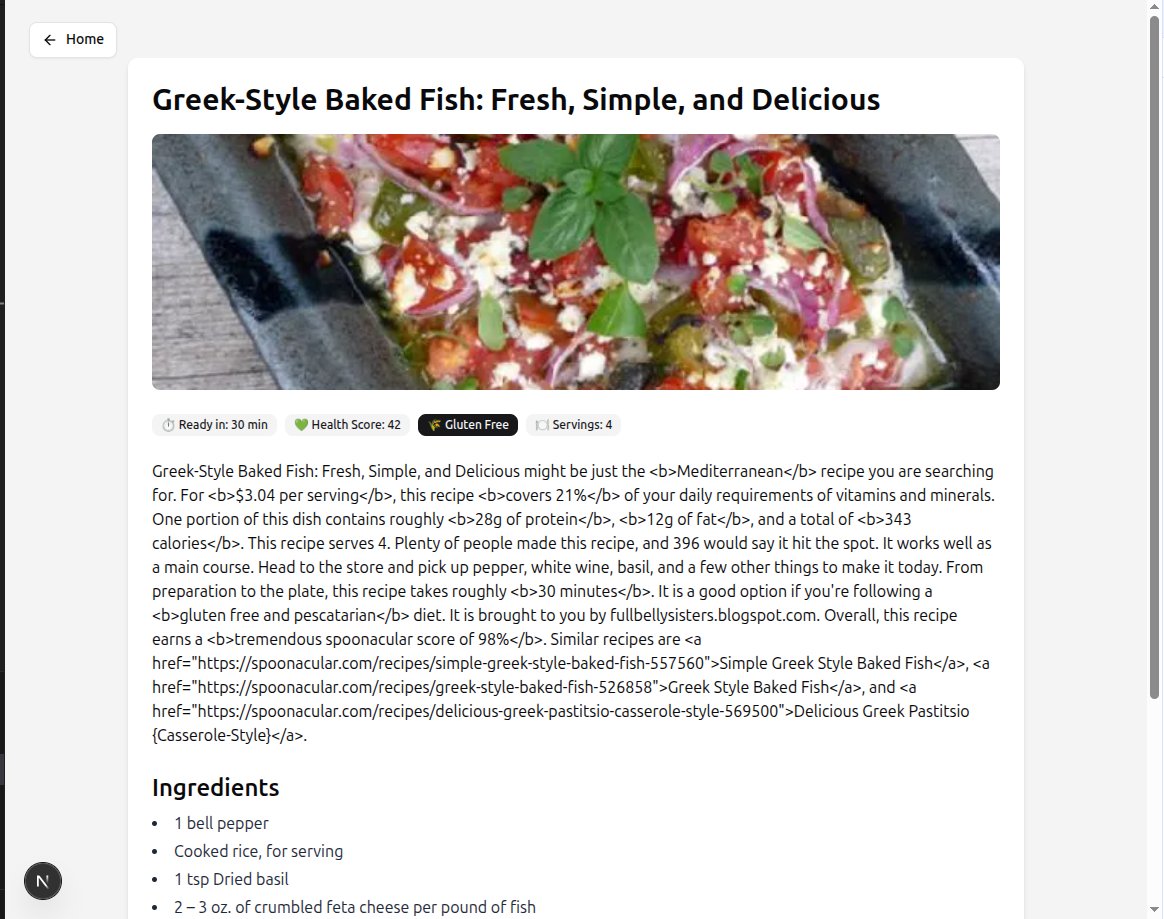 Home
Greek-Style Baked Fish: Fresh, Simple, and Delicious
Ready in: 30 min
Health Score: 42
Gluten Free
Servings: 4
Greek-Style Baked Fish: Fresh, Simple, and Delicious might be just the <b>Mediterranean</b> recipe you are searching
for. For <b>$3.04 per serving</b>, this recipe <b>covers 21%</b> of your daily requirements of vitamins and minerals.
One portion of this dish contains roughly <b>28g of protein</b>, <b>12g of fat</b>, and a total of <b>343
calories</b>. This recipe serves 4. Plenty of people made this recipe, and 396 would say it hit the spot. It works well as
a main course. Head to the store and pick up pepper, white wine, basil, and a few other things to make it today. From
preparation to the plate, this recipe takes roughly <b>30 minutes</b>. It is a good option if you're following a
<b>gluten free and pescatarian</b> diet. It is brought to you by fullbellysisters.blogspot.com. Overall, this recipe
earns a <b>tremendous spoonacular score of 98%</b>. Similar recipes are <a
href="https://spoonacular.com/recipes/simple-greek-style-baked-fish-557560">Simple Greek Style Baked Fish</a>, <a
href="https://spoonacular.com/recipes/greek-style-baked-fish-526858">Greek Style Baked Fish</a>, and <a
href="https://spoonacular.com/recipes/delicious-greek-pastitsio-casserole-style-569500">Delicious Greek Pastitsio
{Casserole-Style}</a>.
Ingredients
1 bell pepper
Cooked rice, for serving
1 tsp Dried basil
2 – 3 oz. of crumbled feta cheese per pound of fish
N